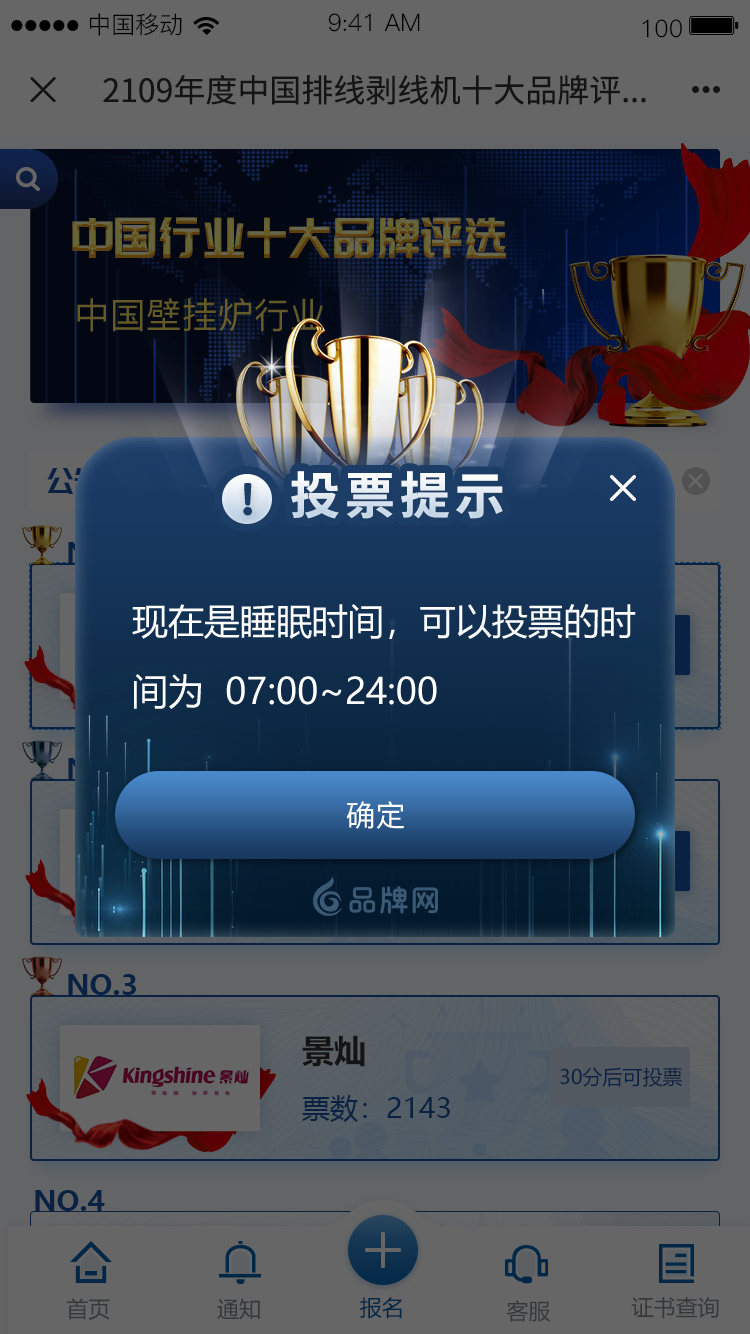 中国移动
9:41 AM
100
2109年度中国排线剥线机十大品牌评...
中国行业十大品牌评选
中国壁挂炉行业
投票提示
现在是睡眠时间，可以投票的时
间为 07:00~24:00
确定
品牌网
NO.3
Kingshine 景灿
景灿
票数：2143
30分后可投票
NO.4
首页
通知
报名
客服
证书查询